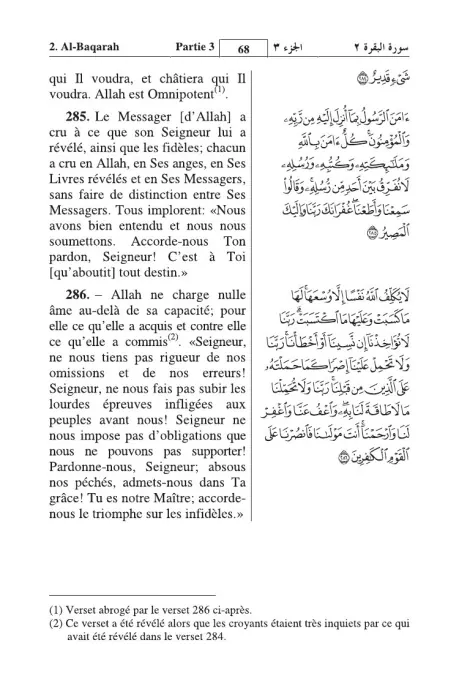 2. Al-Baqarah Partie 3 68 الجزء ٣ سورة البقرة ٢
qui Il voudra, et châtiera qui Il
voudra. Allah est Omnipotent(1).
285. Le Messager [d’Allah] a
cru à ce que son Seigneur lui a
révélé, ainsi que les fidèles; chacun
a cru en Allah, en Ses anges, en Ses
Livres révélés et en Ses Messagers,
sans faire de distinction entre Ses
Messagers. Tous implorent: «Nous
avons bien entendu et nous nous
soumettons. Accorde-nous Ton
pardon, Seigneur! C’est à Toi
[qu’aboutit] tout destin.»
286. – Allah ne charge nulle
âme au-delà de sa capacité; pour
elle ce qu’elle a acquis et contre elle
ce qu’elle a commis(2). «Seigneur,
ne nous tiens pas rigueur de nos
omissions et de nos erreurs!
Seigneur, ne nous fais pas subir les
lourdes épreuves infligées aux
peuples avant nous! Seigneur ne
nous impose pas d’obligations que
nous ne pouvons pas supporter!
Pardonne-nous, Seigneur; absous
nos péchés, admets-nous dans Ta
grâce! Tu es notre Maître; accorde-
nous le triomphe sur les infidèles.»
شَىْءٍ قَدِيرٌ ٢٨٤
ءَامَنَ ٱلرَّسُولُ بِمَآ أُنزِلَ إِلَيْهِ مِن رَّبِّهِۦ
وَٱلْمُؤْمِنُونَ ۚ كُلٌّ ءَامَنَ بِٱللَّهِ
وَمَلَـٰٓئِكَتِهِۦ وَكُتُبِهِۦ وَرُسُلِهِۦ
لَا نُفَرِّقُ بَيْنَ أَحَدٍ مِّن رُّسُلِهِۦ ۚ وَقَالُوا۟
سَمِعْنَا وَأَطَعْنَا ۖ غُفْرَانَكَ رَبَّنَا وَإِلَيْكَ
ٱلْمَصِيرُ ٢٨٥
لَا يُكَلِّفُ ٱللَّهُ نَفْسًا إِلَّا وُسْعَهَا ۚ لَهَا
مَا كَسَبَتْ وَعَلَيْهَا مَا ٱكْتَسَبَتْ ۗ رَبَّنَا
لَا تُؤَاخِذْنَآ إِن نَّسِينَآ أَوْ أَخْطَأْنَا ۚ رَبَّنَا
وَلَا تَحْمِلْ عَلَيْنَآ إِصْرًا كَمَا حَمَلْتَهُۥ
عَلَى ٱلَّذِينَ مِن قَبْلِنَا ۚ رَبَّنَا وَلَا تُحَمِّلْنَا
مَا لَا طَاقَةَ لَنَا بِهِۦ ۖ وَٱعْفُ عَنَّا وَٱغْفِرْ
لَنَا وَٱرْحَمْنَآ ۚ أَنتَ مَوْلَىٰنَا فَٱنصُرْنَا عَلَى
ٱلْقَوْمِ ٱلْكَـٰفِرِينَ ٢٨٦
(1) Verset abrogé par le verset 286 ci-après.
(2) Ce verset a été révélé alors que les croyants étaient très inquiets par ce qui
avait été révélé dans le verset 284.